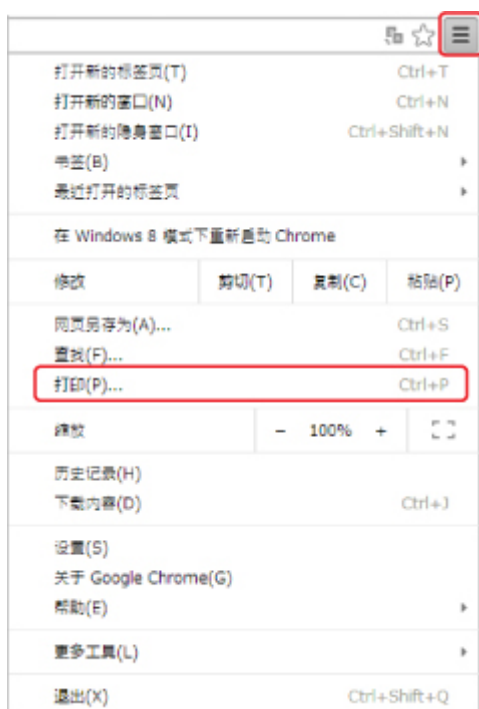 打开新的标签页(T) Ctrl+T
打开新的窗口(N) Ctrl+N
打开新的隐身窗口(I) Ctrl+Shift+N
书签(B)
最近打开的标签页
在 Windows 8 模式下重新启动 Chrome
修改 剪切(T) 复制(C) 粘贴(P)
网页另存为(A)... Ctrl+S
查找(F)... Ctrl+F
打印(P)... Ctrl+P
缩放 - 100% +
历史记录(H)
下载内容(D) Ctrl+J
设置(S)
关于 Google Chrome(G)
帮助(E)
更多工具(L)
退出(X) Ctrl+Shift+Q